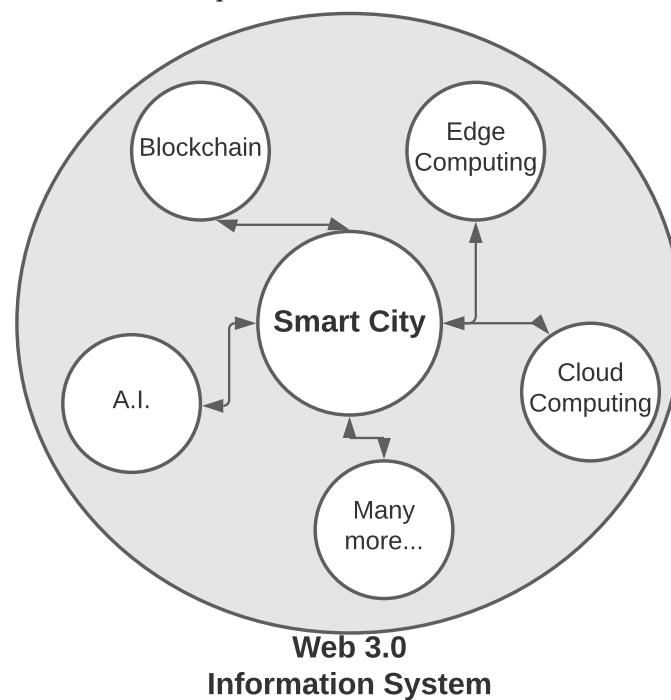 Blockchain
Edge
Computing
Smart City
A.I.
Cloud
Computing
Many
more...
Web 3.0
Information System